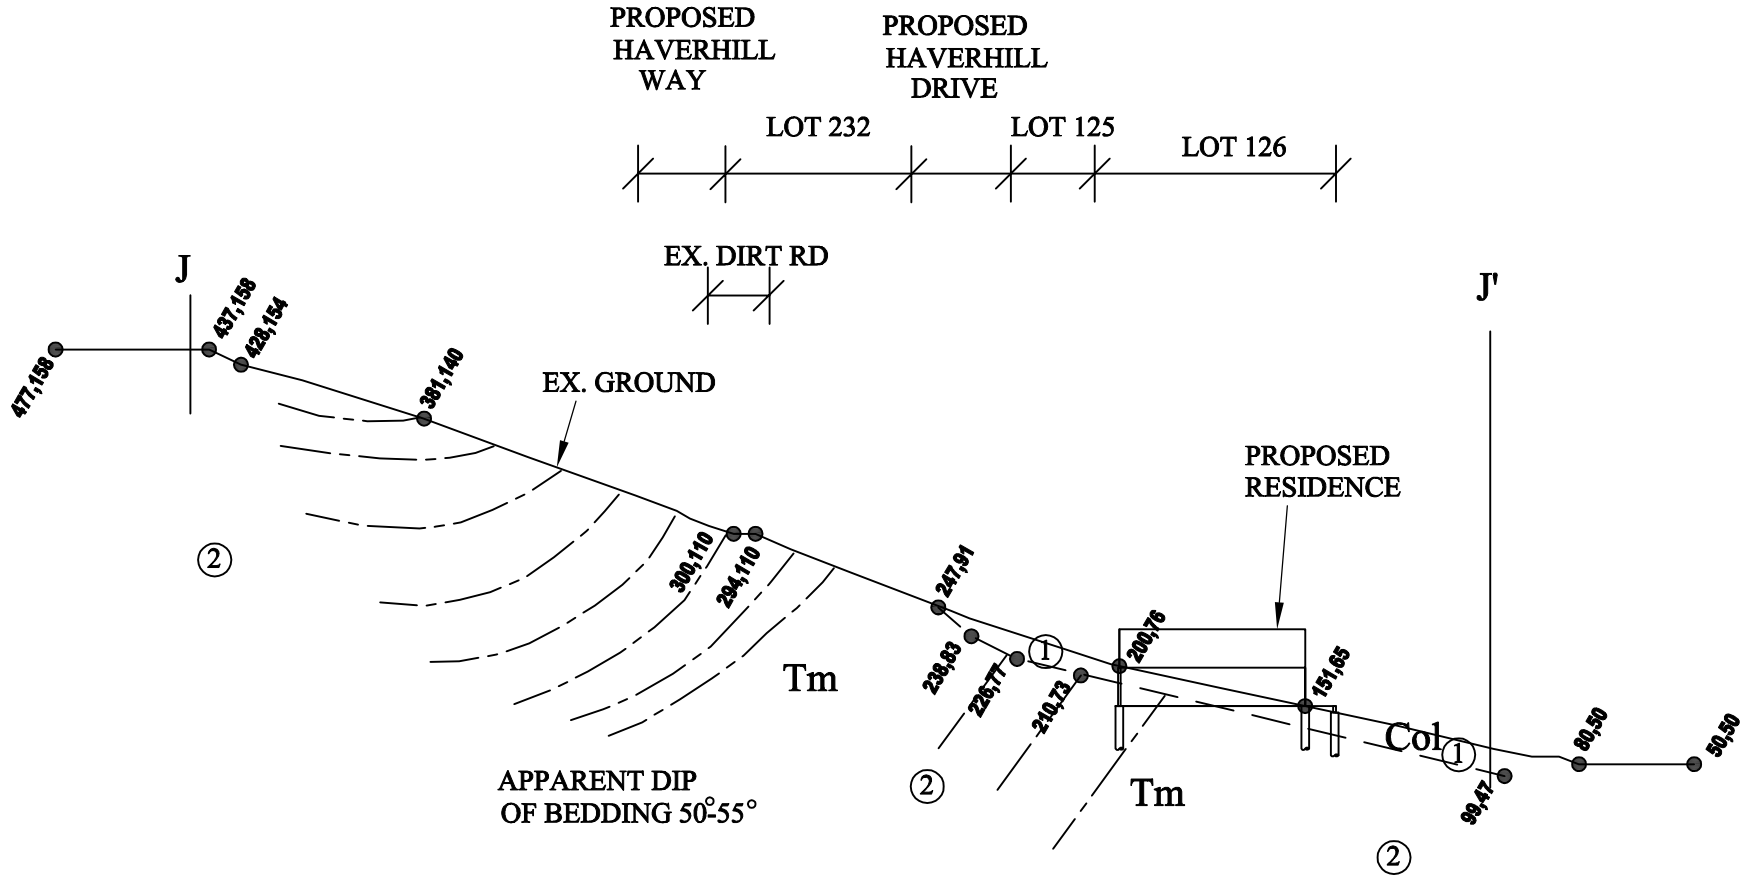 PROPOSED
HAVERHILL
WAY
PROPOSED
HAVERHILL
DRIVE
LOT 232
LOT 125
LOT 126
EX. DIRT RD
J
J'
477,158
437,158
428,154
381,140
EX. GROUND
PROPOSED
RESIDENCE
300,110
294,110
247,91
2
238,83
226,77
1
210,73
200,76
151,65
Tm
Col
1
80,50
50,50
99,47
APPARENT DIP
OF BEDDING 50°-55°
2
Tm
2